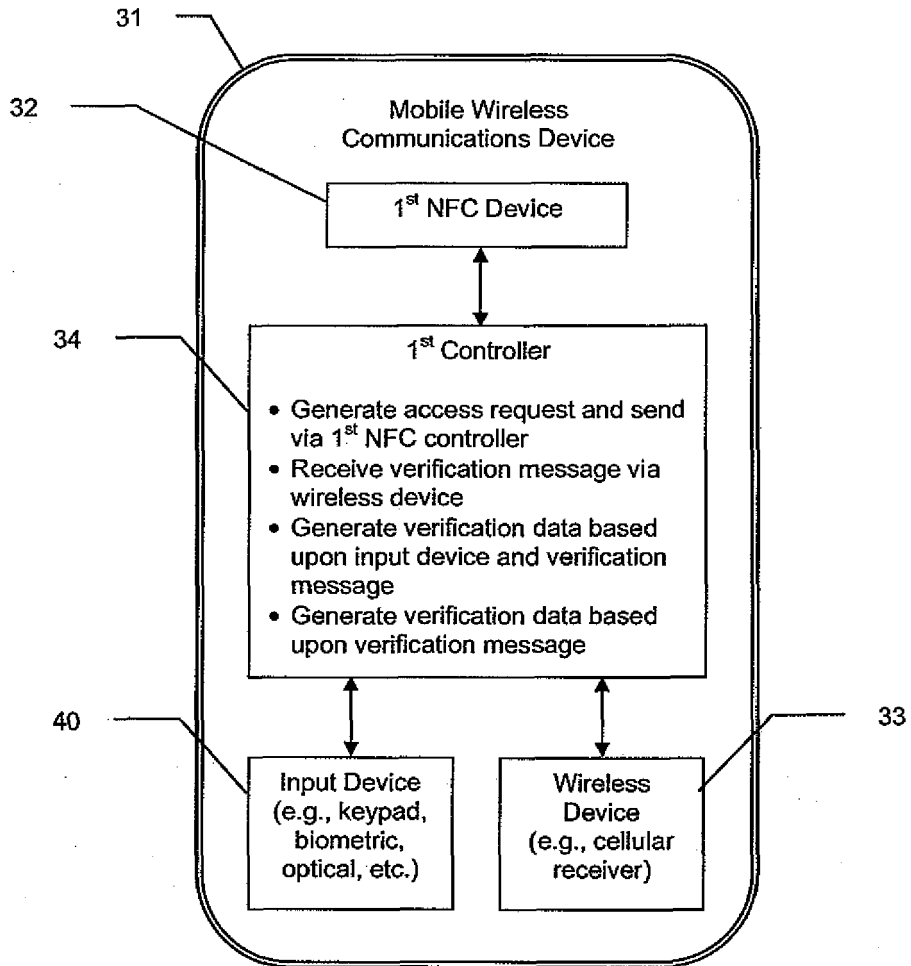 31
32
Mobile Wireless
Communications Device
1st NFC Device
34
1st Controller
• Generate access request and send
via 1st NFC controller
• Receive verification message via
wireless device
• Generate verification data based
upon input device and verification
message
• Generate verification data based
upon verification message
40
33
Input Device
(e.g., keypad,
biometric,
optical, etc.)
Wireless
Device
(e.g., cellular
receiver)